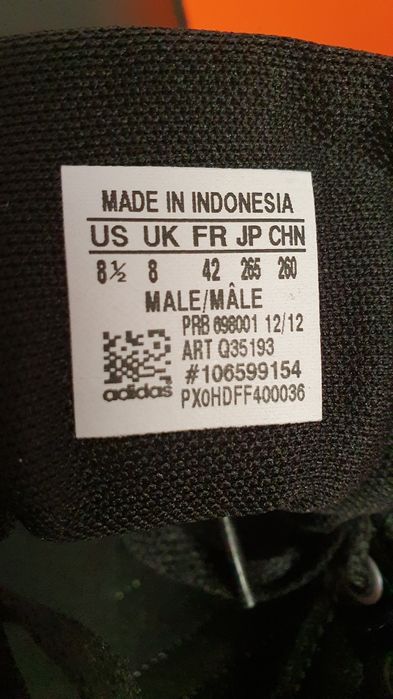 MADE IN INDONESIA
US UK FR JP CHN
8½ 8 42 265 260
MALE/MÂLE
PRB 698001 12/12
ART Q35193
#106599154
PX0HDFF400036
adidas